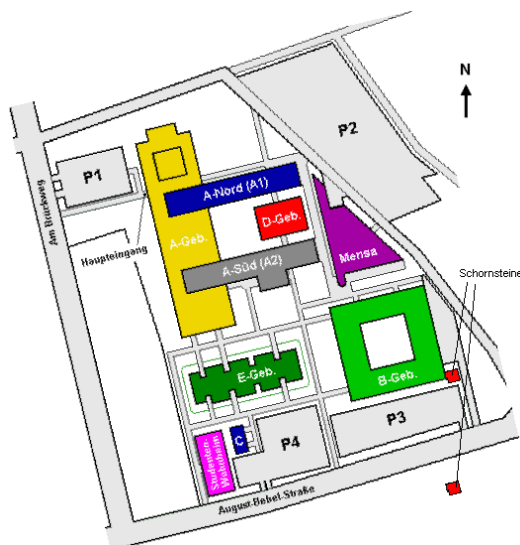 N
P2
P1
A-Nord (A1)
D-Geb.
Am Brückweg
A-Geb.
Haupteingang
Mensa
A-Süd (A2)
Schornsteine
E-Geb.
B-Geb.
P3
C
P4
Studenten-
Wohnheim
August-Bebel-Straße